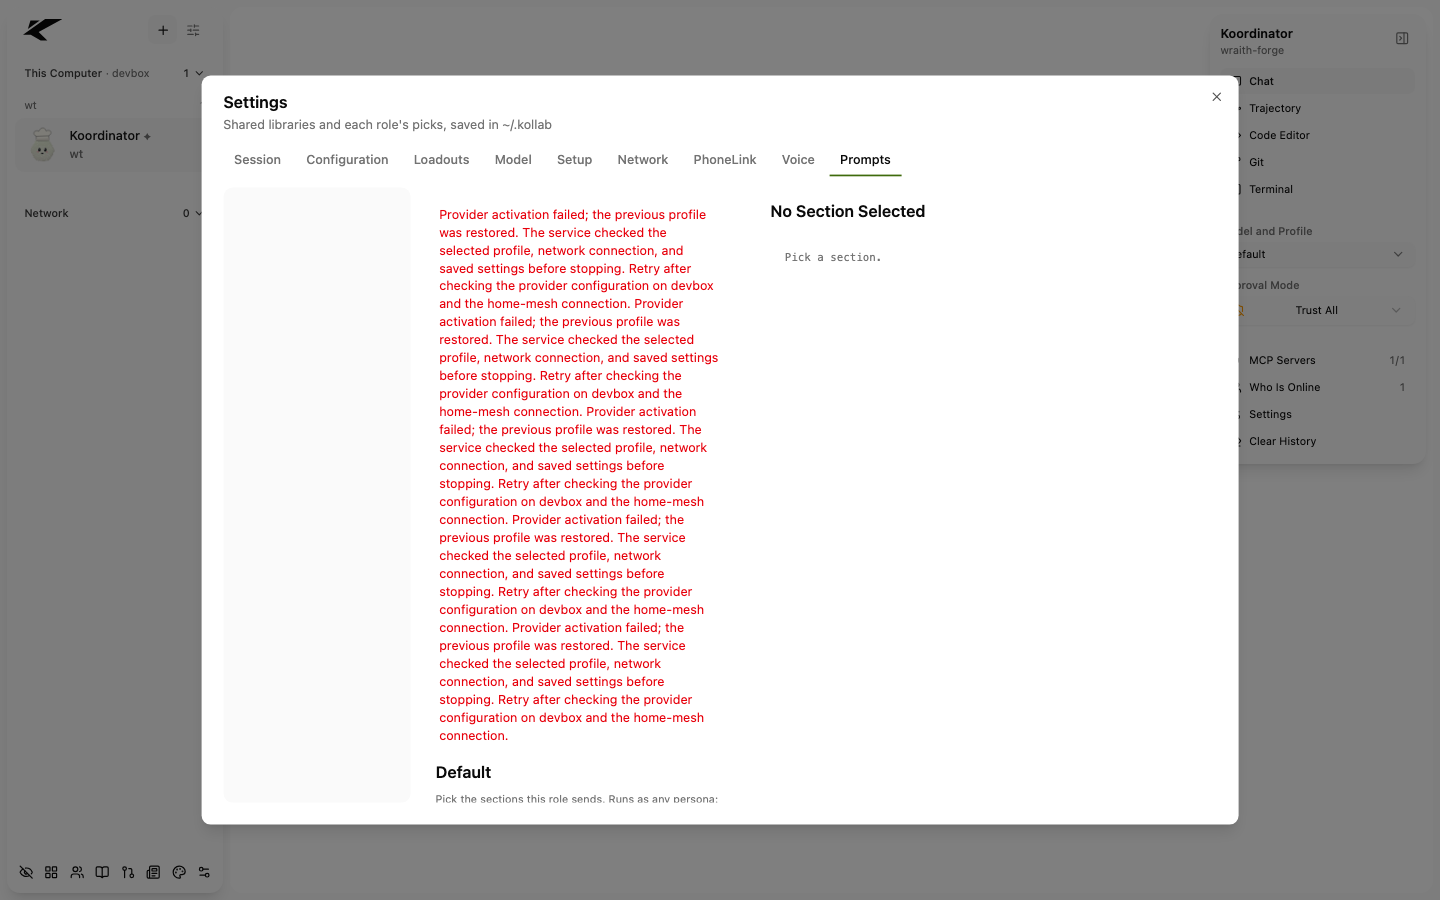 This Computer · devbox 1
wt
Koordinator
wt
Network 0
Settings
Shared libraries and each role's picks, saved in ~/.kollab
Session Configuration Loadouts Model Setup Network PhoneLink Voice Prompts
Provider activation failed; the previous profile
was restored. The service checked the
selected profile, network connection, and
saved settings before stopping. Retry after
checking the provider configuration on devbox
and the home-mesh connection. Provider
activation failed; the previous profile was
restored. The service checked the selected
profile, network connection, and saved settings
before stopping. Retry after checking the
provider configuration on devbox and the
home-mesh connection. Provider activation
failed; the previous profile was restored. The
service checked the selected profile, network
connection, and saved settings before
stopping. Retry after checking the provider
configuration on devbox and the home-mesh
connection. Provider activation failed; the
previous profile was restored. The service
checked the selected profile, network
connection, and saved settings before
stopping. Retry after checking the provider
configuration on devbox and the home-mesh
connection. Provider activation failed; the
previous profile was restored. The service
checked the selected profile, network
connection, and saved settings before
stopping. Retry after checking the provider
configuration on devbox and the home-mesh
connection.
Default
Pick the sections this role sends. Runs as any persona:
No Section Selected
Pick a section.
Koordinator
wraith-forge
Chat
Trajectory
Code Editor
Git
Terminal
del and Profile
efault
proval Mode
Trust All
MCP Servers 1/1
Who Is Online 1
Settings
Clear History